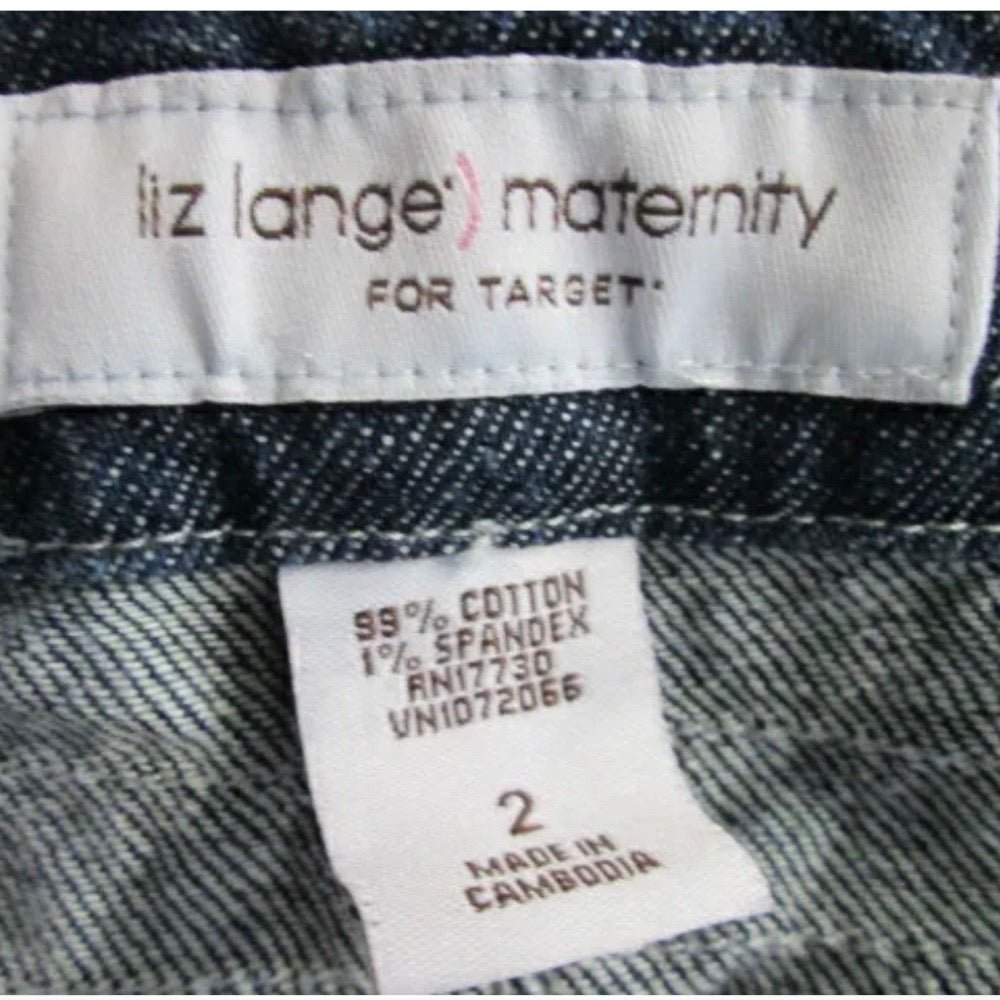 liz lange) maternity
FOR TARGET
99% COTTON
1% SPANDEX
RN17730
VN1072066
2
MADE IN
CAMBODIA